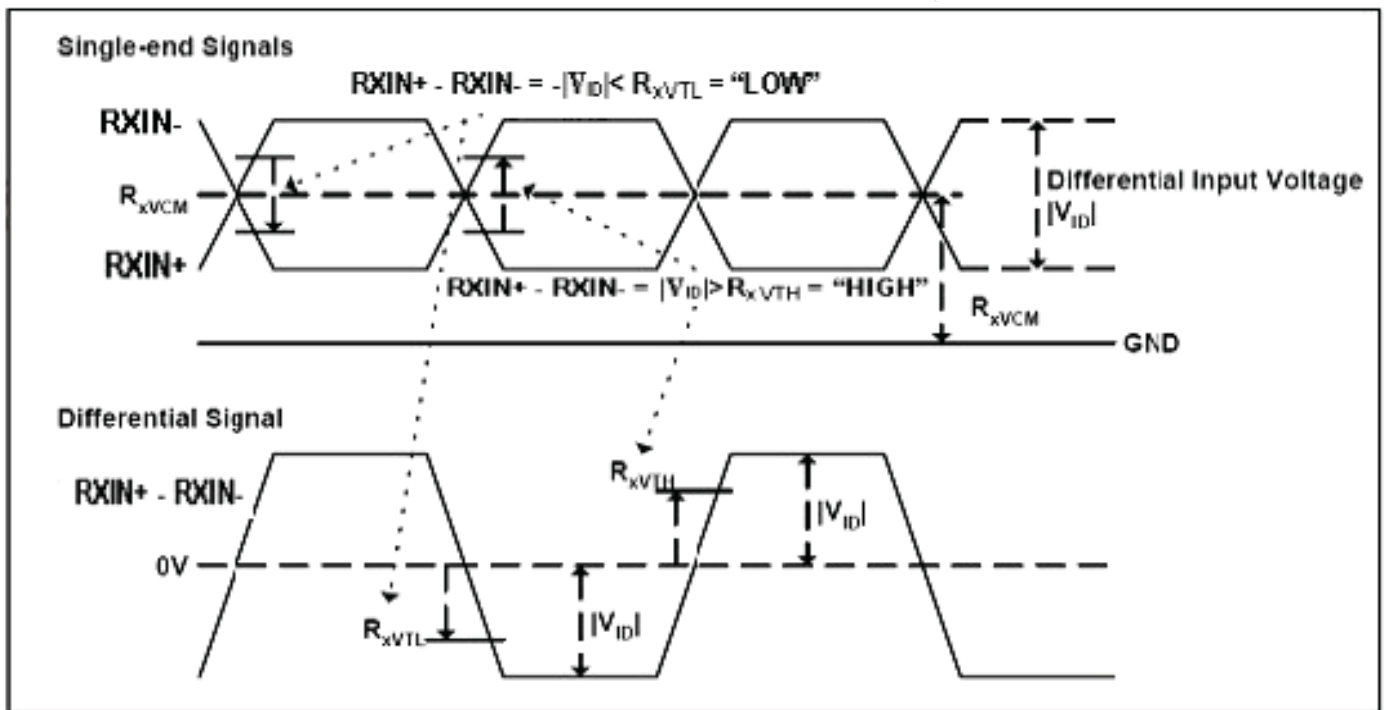 Single-end Signals
RXIN+ - RXIN- = -|VID|< RxVTL = “LOW”
RXIN-
RxVCM
Differential Input Voltage
|VID|
RXIN+
RXIN+ - RXIN- = |VID|> RxVTH = “HIGH”
RxVCM
GND
Differential Signal
RXIN+ - RXIN-
RxVTH
|VID|
0V
RxVTL
|VID|